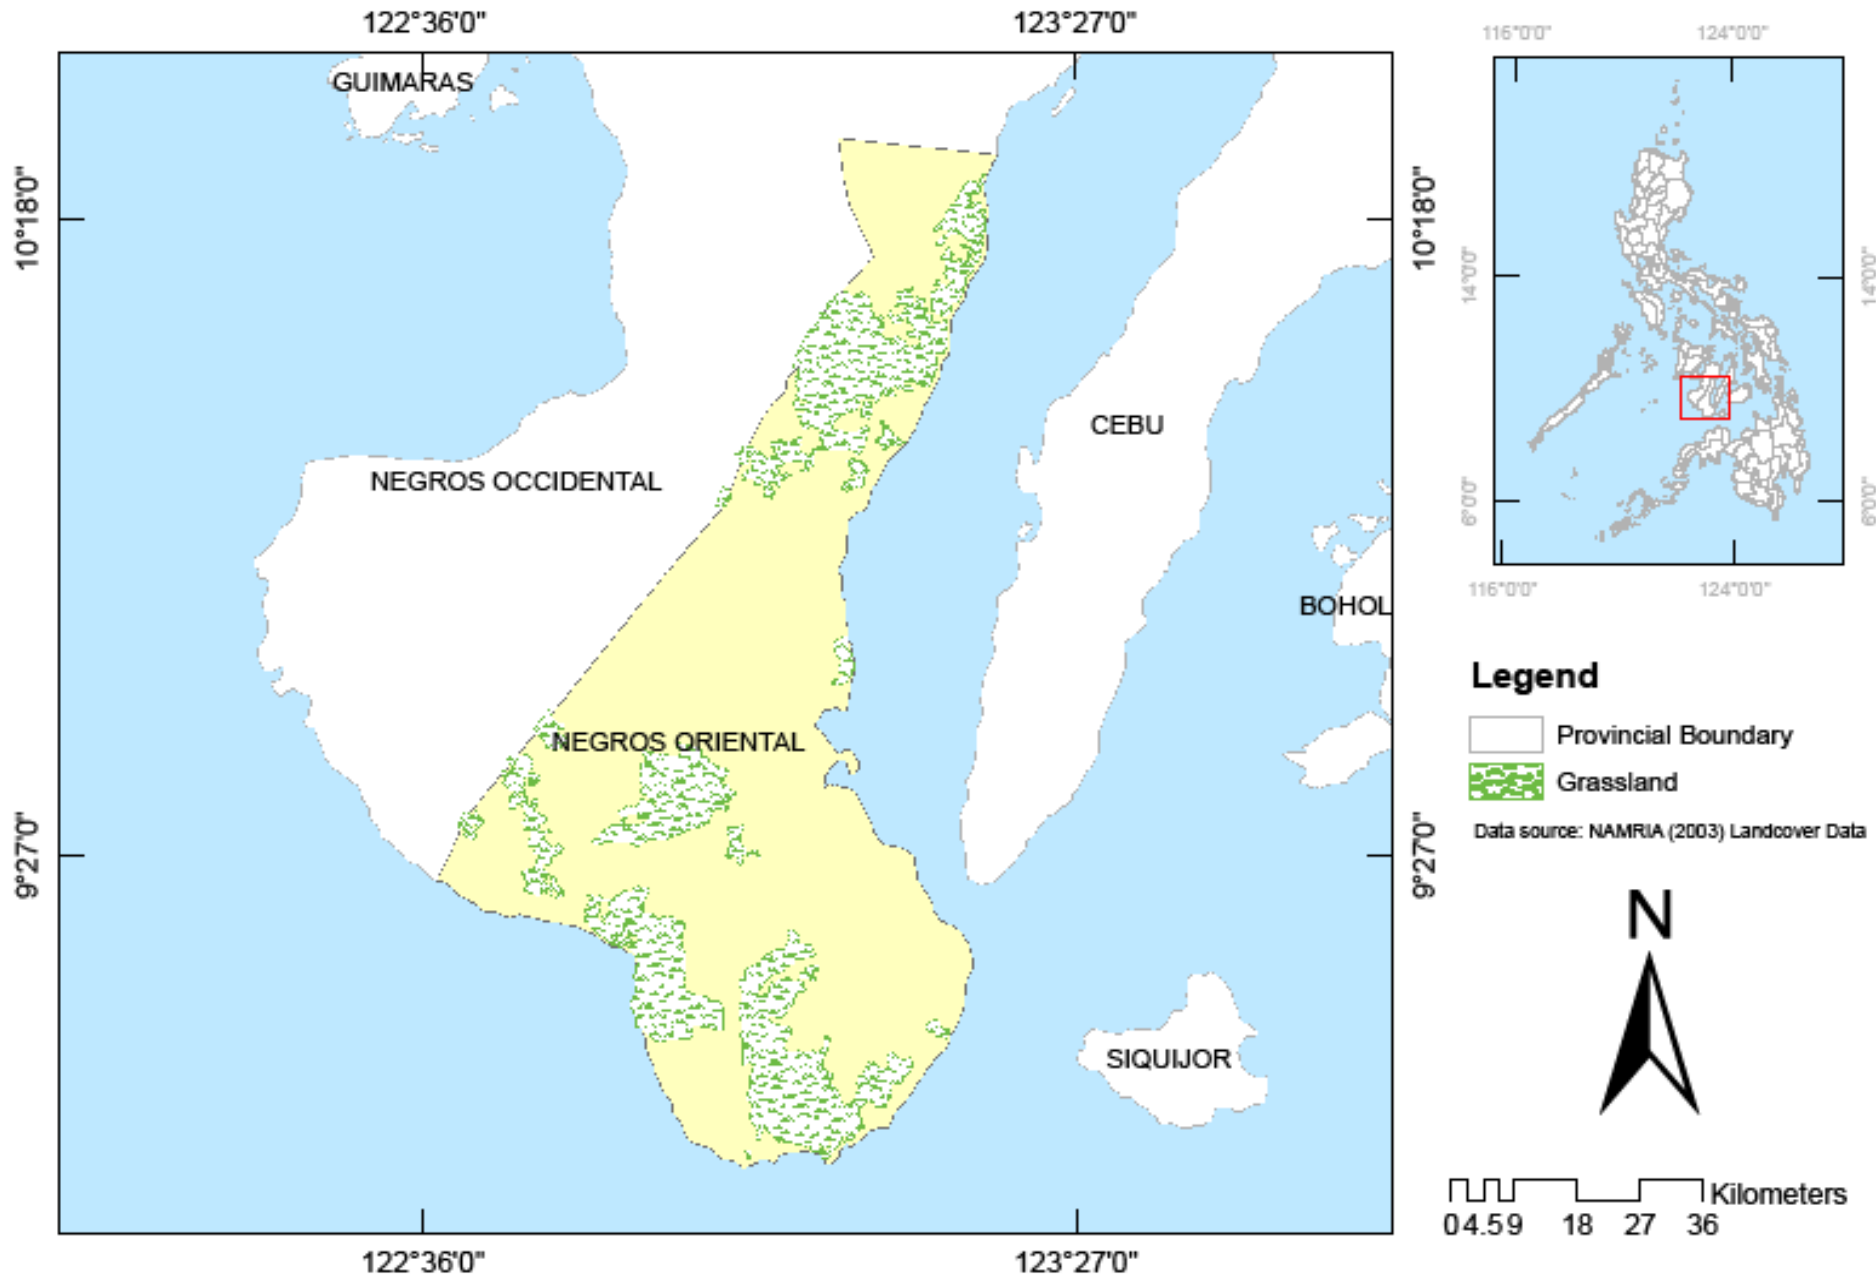 122°36'0"
123°27'0"
116°0'0"
124°0'0"
GUIMARAS
10°18'0"
10°18'0"
14°0'0"
14°0'0"
CEBU
NEGROS OCCIDENTAL
6°0'0"
6°0'0"
116°0'0"
124°0'0"
BOHOL
Legend
Provincial Boundary
NEGROS ORIENTAL
Grassland
Data source: NAMRIA (2003) Landcover Data
9°27'0"
9°27'0"
N
SIQUIJOR
Kilometers
0 4.5 9 18 27 36
122°36'0"
123°27'0"